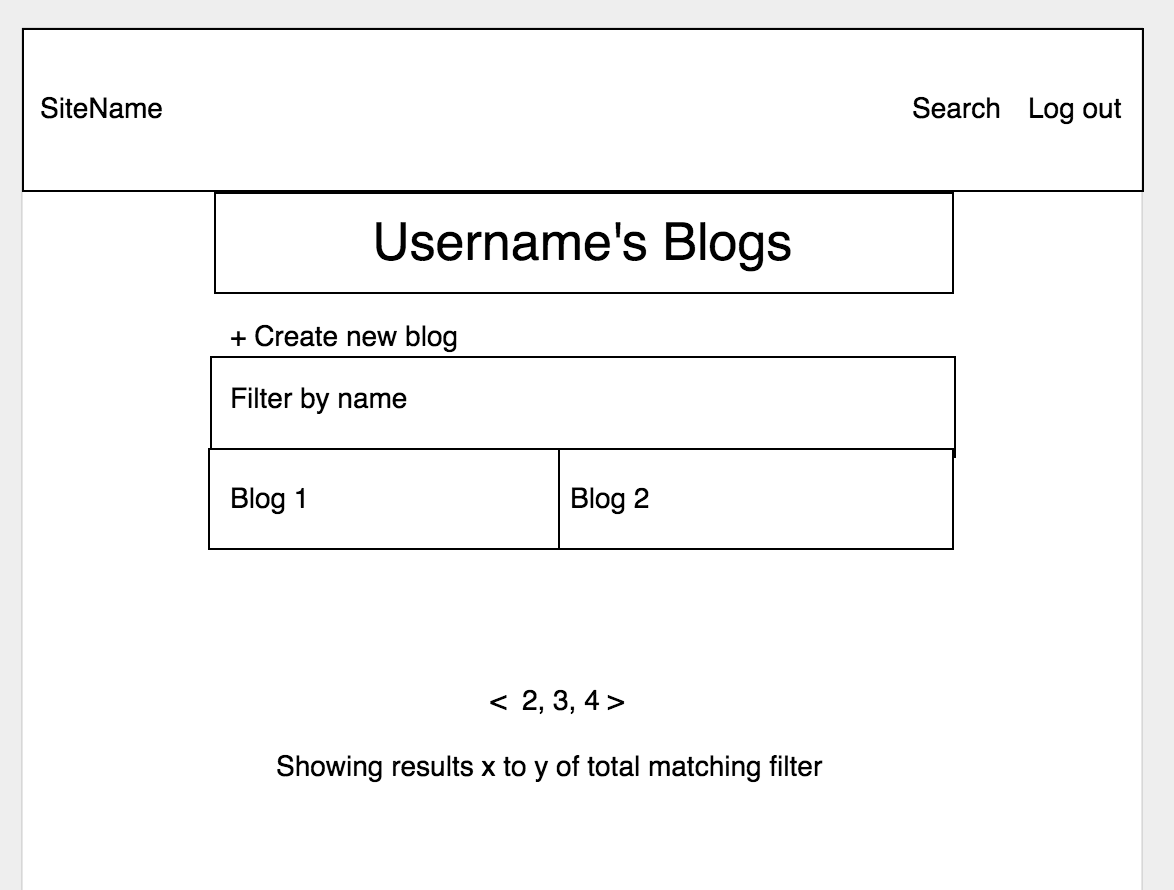 SiteName Search Log out
Username's Blogs
+ Create new blog
Filter by name
Blog 1 Blog 2
< 2, 3, 4 >
Showing results x to y of total matching filter